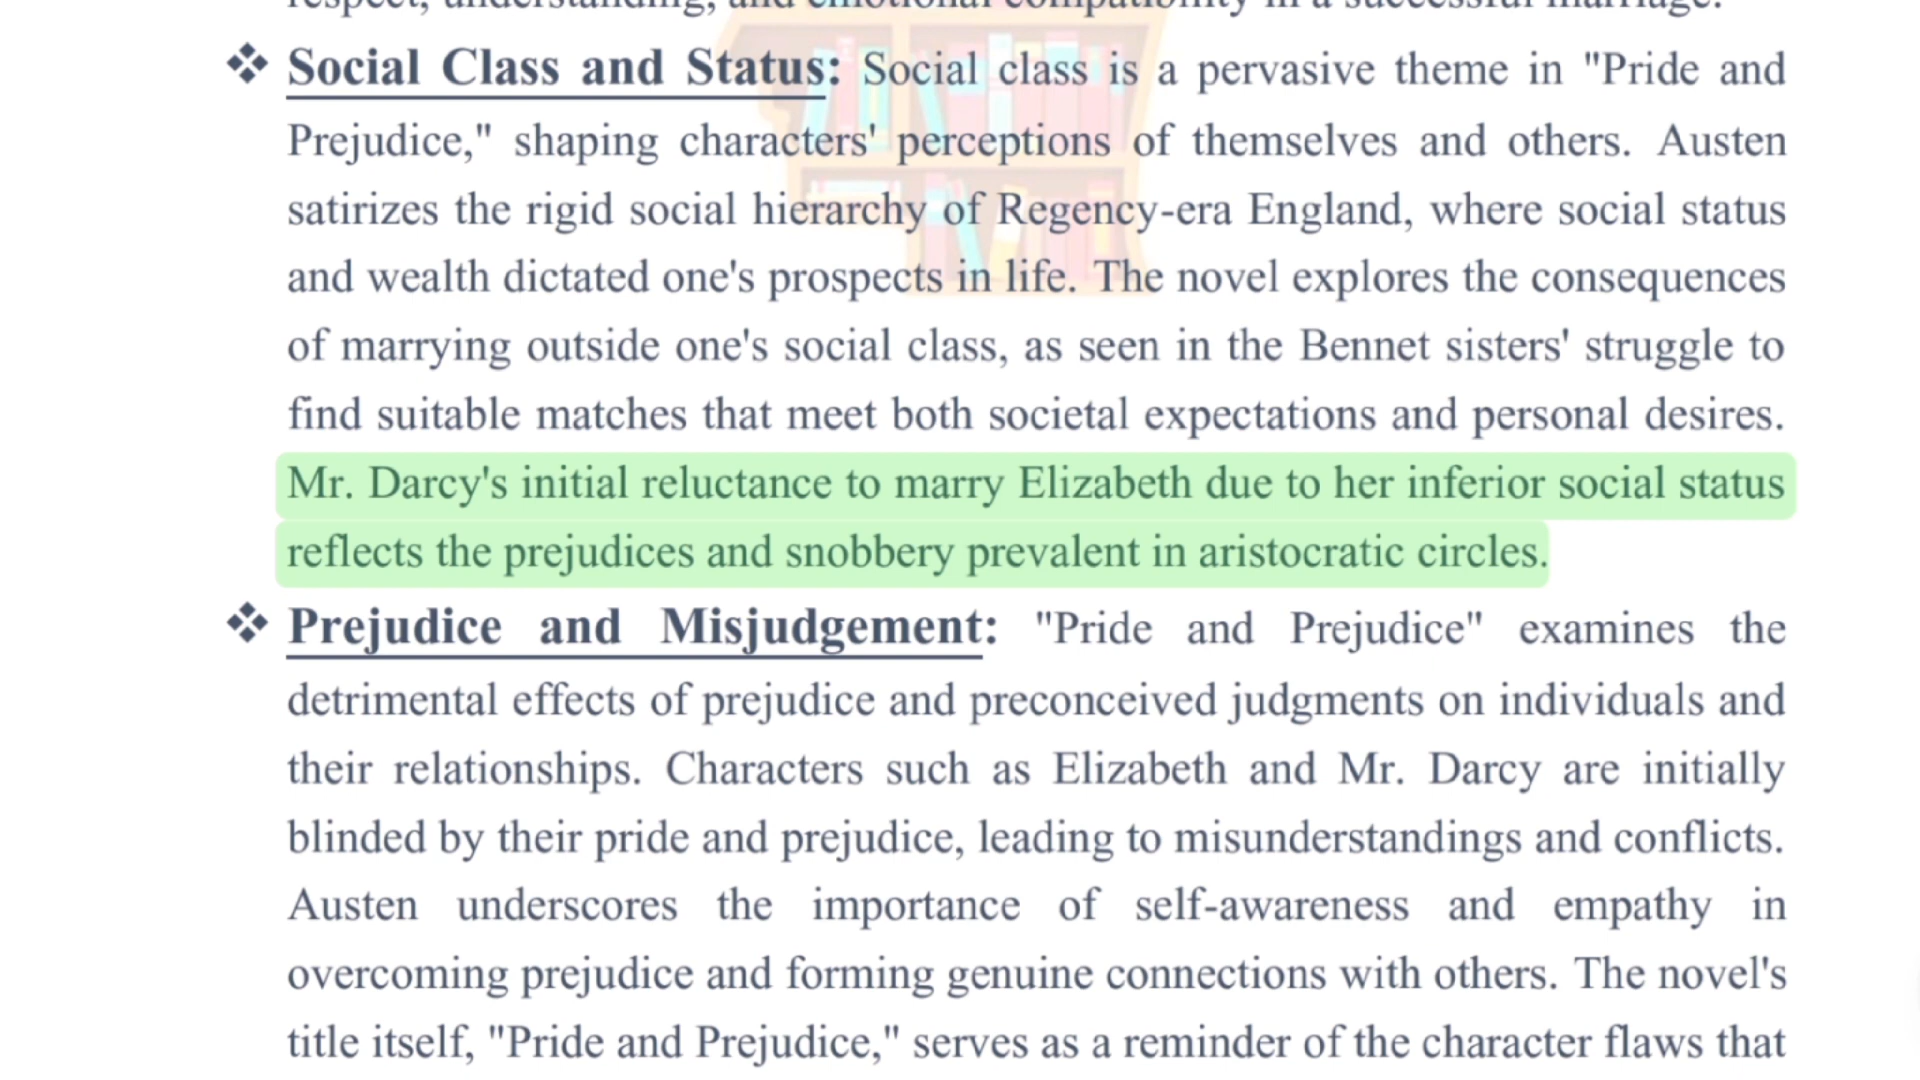 respect, understanding, and emotional compatibility in a successful marriage.
❖ Social Class and Status: Social class is a pervasive theme in "Pride and
Prejudice," shaping characters' perceptions of themselves and others. Austen
satirizes the rigid social hierarchy of Regency-era England, where social status
and wealth dictated one's prospects in life. The novel explores the consequences
of marrying outside one's social class, as seen in the Bennet sisters' struggle to
find suitable matches that meet both societal expectations and personal desires.
Mr. Darcy's initial reluctance to marry Elizabeth due to her inferior social status
reflects the prejudices and snobbery prevalent in aristocratic circles.
❖ Prejudice and Misjudgement: "Pride and Prejudice" examines the
detrimental effects of prejudice and preconceived judgments on individuals and
their relationships. Characters such as Elizabeth and Mr. Darcy are initially
blinded by their pride and prejudice, leading to misunderstandings and conflicts.
Austen underscores the importance of self-awareness and empathy in
overcoming prejudice and forming genuine connections with others. The novel's
title itself, "Pride and Prejudice," serves as a reminder of the character flaws that